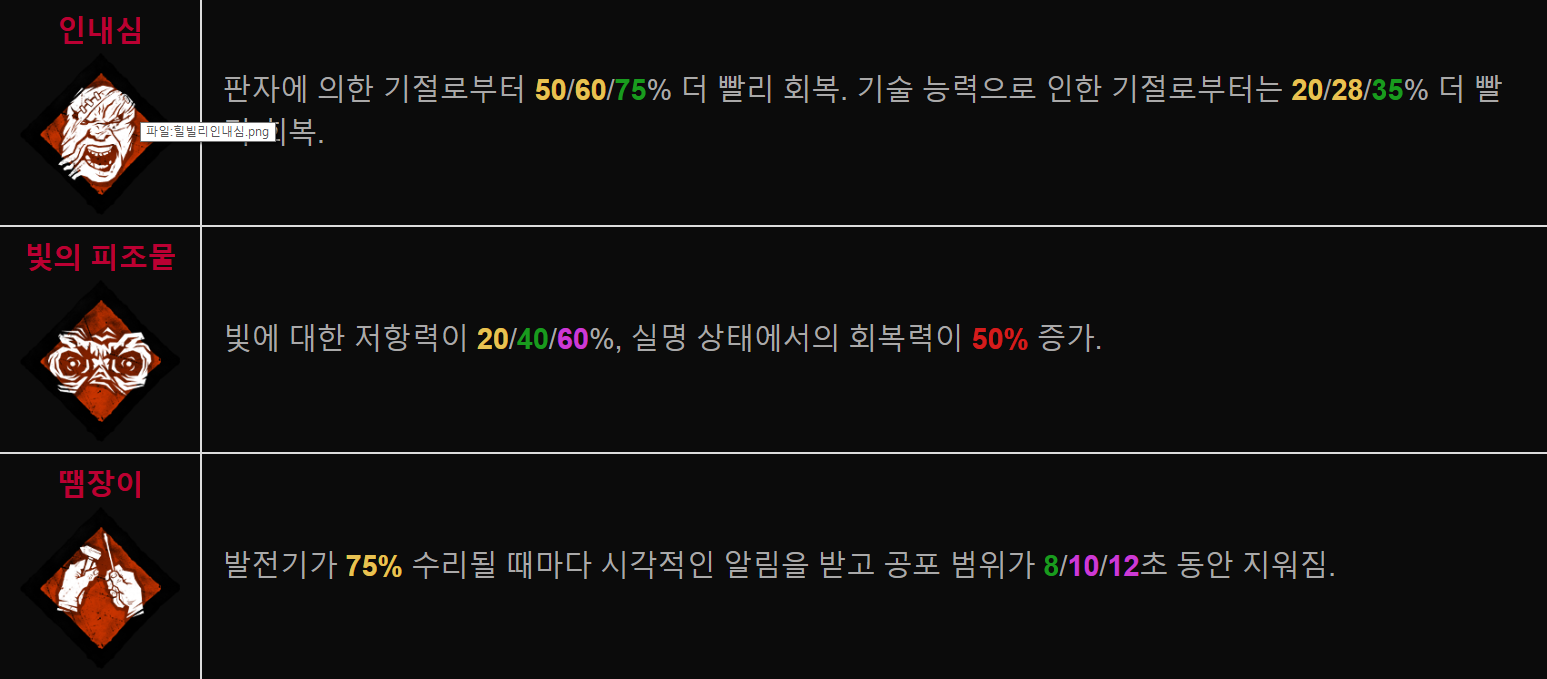 인내심
판자에 의한 기절로부터 50/60/75% 더 빨리 회복. 기술 능력으로 인한 기절로부터는 20/28/35% 더 빨
회복.
파일:힐빌리인내심.png
빛의 피조물
빛에 대한 저항력이 20/40/60%, 실명 상태에서의 회복력이 50% 증가.
땜장이
발전기가 75% 수리될 때마다 시각적인 알림을 받고 공포 범위가 8/10/12초 동안 지워짐.